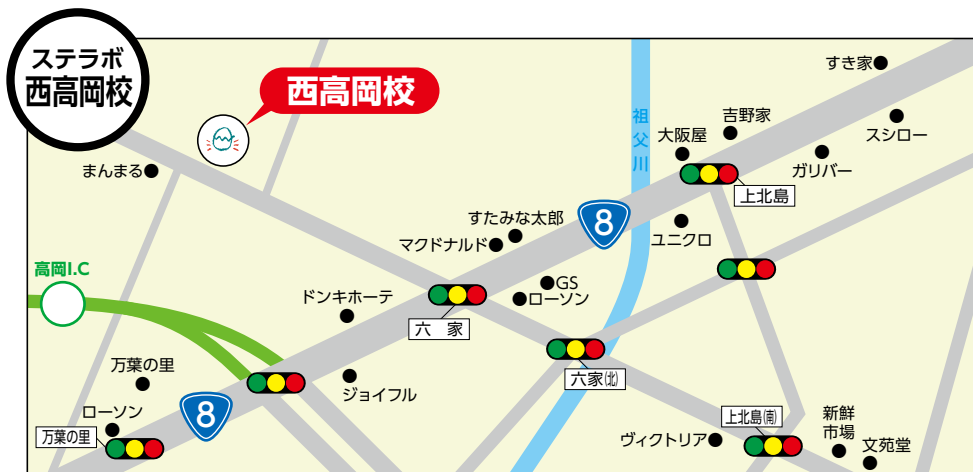 ステラボ
西高岡校
西高岡校
すき家
祖父川
吉野家
大阪屋
スシロー
ガリバー
まんまる
上北島
すたみな太郎
8
ユニクロ
マクドナルド
高岡I.C
GS
ドンキホーテ
ローソン
六 家
万葉の里
六家(北)
ジョイフル
ローソン
8
上北島(南)
新鮮
市場
万葉の里
ヴィクトリア
文苑堂